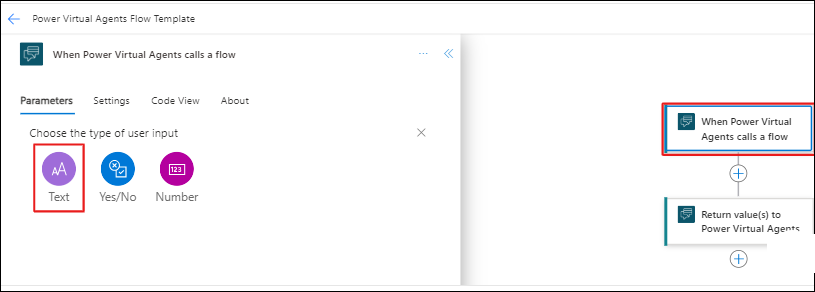 Power Virtual Agents Flow Template
When Power Virtual Agents calls a flow
Parameters Settings Code View About
Choose the type of user input
AA
123
Text Yes/No Number
When Power Virtual
Agents calls a flow
Return value(s) to
Power Virtual Agents